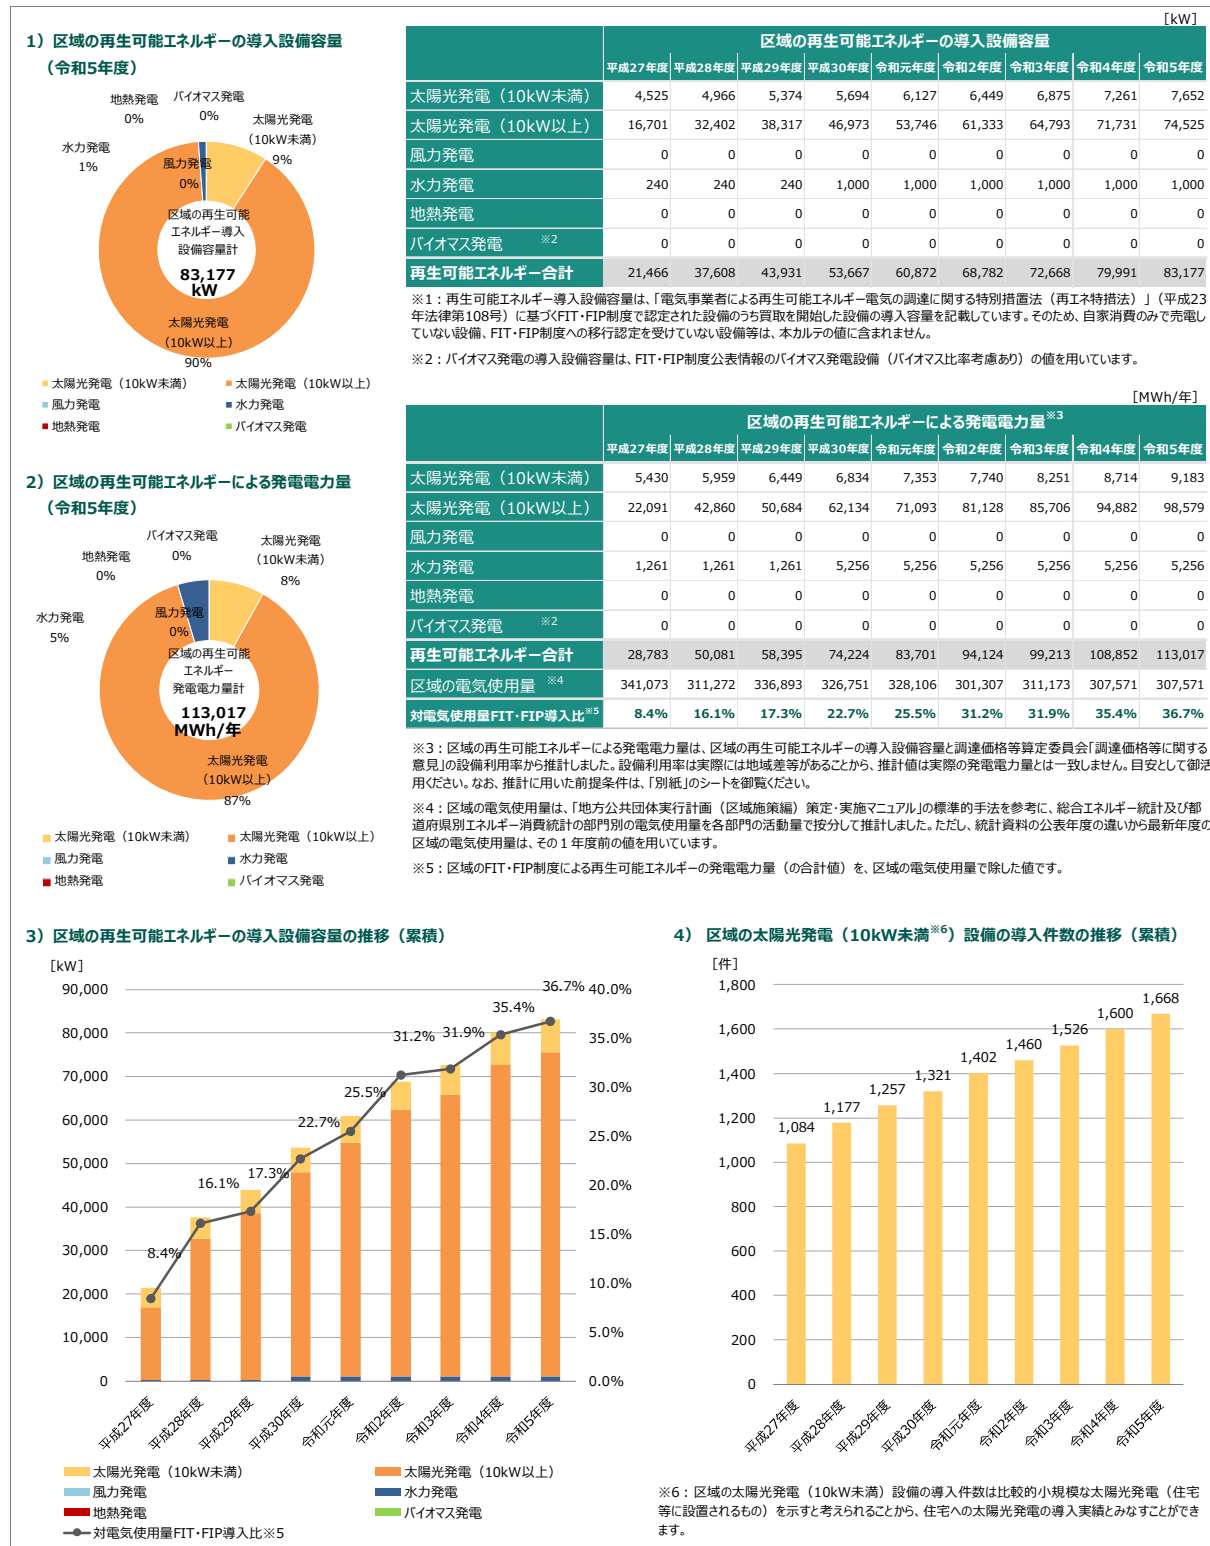 1）区域の再生可能エネルギーの導入設備容量
（令和5年度）
地熱発電
0%
バイオマス発電
0%
太陽光発電
（10kW未満）
9%
水力発電
1%
風力発電
0%
区域の再生可能
エネルギー導入
設備容量計
83,177
kW
太陽光発電
（10kW以上）
90%
太陽光発電（10kW未満） 太陽光発電（10kW以上）
風力発電 水力発電
地熱発電 バイオマス発電
[kW]
区域の再生可能エネルギーの導入設備容量
平成27年度 平成28年度 平成29年度 平成30年度 令和元年度 令和2年度 令和3年度 令和4年度 令和5年度
太陽光発電（10kW未満） 4,525 4,966 5,374 5,694 6,127 6,449 6,875 7,261 7,652
太陽光発電（10kW以上） 16,701 32,402 38,317 46,973 53,746 61,333 64,793 71,731 74,525
風力発電 0 0 0 0 0 0 0 0 0
水力発電 240 240 240 1,000 1,000 1,000 1,000 1,000 1,000
地熱発電 0 0 0 0 0 0 0 0 0
バイオマス発電 ※2 0 0 0 0 0 0 0 0 0
再生可能エネルギー合計 21,466 37,608 43,931 53,667 60,872 68,782 72,668 79,991 83,177
※1：再生可能エネルギー導入設備容量は、「電気事業者による再生可能エネルギー電気の調達に関する特別措置法（再エネ特措法）」（平成23
年法律第108号）に基づくFIT・FIP制度で認定された設備のうち買取を開始した設備の導入容量を記載しています。そのため、自家消費のみで売電し
ていない設備、FIT・FIP制度への移行認定を受けていない設備等は、本カルテの値に含まれません。
※2：バイオマス発電の導入設備容量は、FIT・FIP制度公表情報のバイオマス発電設備（バイオマス比率考慮あり）の値を用いています。
2）区域の再生可能エネルギーによる発電電力量
（令和5年度）
バイオマス発電
0%
地熱発電
0%
太陽光発電
（10kW未満）
8%
水力発電
5%
風力発電
0%
区域の再生可能
エネルギー
発電電力量計
113,017
MWh/年
太陽光発電
（10kW以上）
87%
太陽光発電（10kW未満） 太陽光発電（10kW以上）
風力発電 水力発電
地熱発電 バイオマス発電
[MWh/年]
区域の再生可能エネルギーによる発電電力量※3
平成27年度 平成28年度 平成29年度 平成30年度 令和元年度 令和2年度 令和3年度 令和4年度 令和5年度
太陽光発電（10kW未満） 5,430 5,959 6,449 6,834 7,353 7,740 8,251 8,714 9,183
太陽光発電（10kW以上） 22,091 42,860 50,684 62,134 71,093 81,128 85,706 94,882 98,579
風力発電 0 0 0 0 0 0 0 0 0
水力発電 1,261 1,261 1,261 5,256 5,256 5,256 5,256 5,256 5,256
地熱発電 0 0 0 0 0 0 0 0 0
バイオマス発電 ※2 0 0 0 0 0 0 0 0 0
再生可能エネルギー合計 28,783 50,081 58,395 74,224 83,701 94,124 99,213 108,852 113,017
区域の電気使用量 ※4 341,073 311,272 336,893 326,751 328,106 301,307 311,173 307,571 307,571
対電気使用量FIT・FIP導入比※5 8.4% 16.1% 17.3% 22.7% 25.5% 31.2% 31.9% 35.4% 36.7%
※3：区域の再生可能エネルギーによる発電電力量は、区域の再生可能エネルギーの導入設備容量と調達価格等算定委員会「調達価格等に関する
意見」の設備利用率から推計しました。設備利用率は実際には地域差等があることから、推計値は実際の発電電力量とは一致しません。目安として御活
用ください。なお、推計に用いた前提条件は、「別紙」のシートを御覧ください。
※4：区域の電気使用量は、「地方公共団体実行計画（区域施策編）策定・実施マニュアル」の標準的手法を参考に、総合エネルギー統計及び都
道府県別エネルギー消費統計の部門別の電気使用量を各部門の活動量で按分して推計しました。ただし、統計資料の公表年度の違いから最新年度の
区域の電気使用量は、その１年度前の値を用いています。
※5：区域のFIT・FIP制度による再生可能エネルギーの発電電力量（の合計値）を、区域の電気使用量で除した値です。
3）区域の再生可能エネルギーの導入設備容量の推移（累積）
[kW]
90,000
80,000
70,000
60,000
50,000
40,000
30,000
20,000
10,000
0
8.4%
16.1%
17.3%
22.7%
25.5%
31.2%
31.9%
35.4%
36.7%
40.0%
35.0%
30.0%
25.0%
20.0%
15.0%
10.0%
5.0%
0.0%
平成27年度 平成28年度 平成29年度 平成30年度 令和元年度 令和2年度 令和3年度 令和4年度 令和5年度
太陽光発電（10kW未満） 太陽光発電（10kW以上）
風力発電 水力発電
地熱発電 バイオマス発電
対電気使用量FIT・FIP導入比※5
4） 区域の太陽光発電（10kW未満※6）設備の導入件数の推移（累積）
[件]
1,800
1,600
1,400
1,200
1,000
800
600
400
200
0
1,084
1,177
1,257
1,321
1,402
1,460
1,526
1,600
1,668
平成27年度 平成28年度 平成29年度 平成30年度 令和元年度 令和2年度 令和3年度 令和4年度 令和5年度
※6：区域の太陽光発電（10kW未満）設備の導入件数は比較的小規模な太陽光発電（住宅
等に設置されるもの）を示すと考えられることから、住宅への太陽光発電の導入実績とみなすことができ
ます。